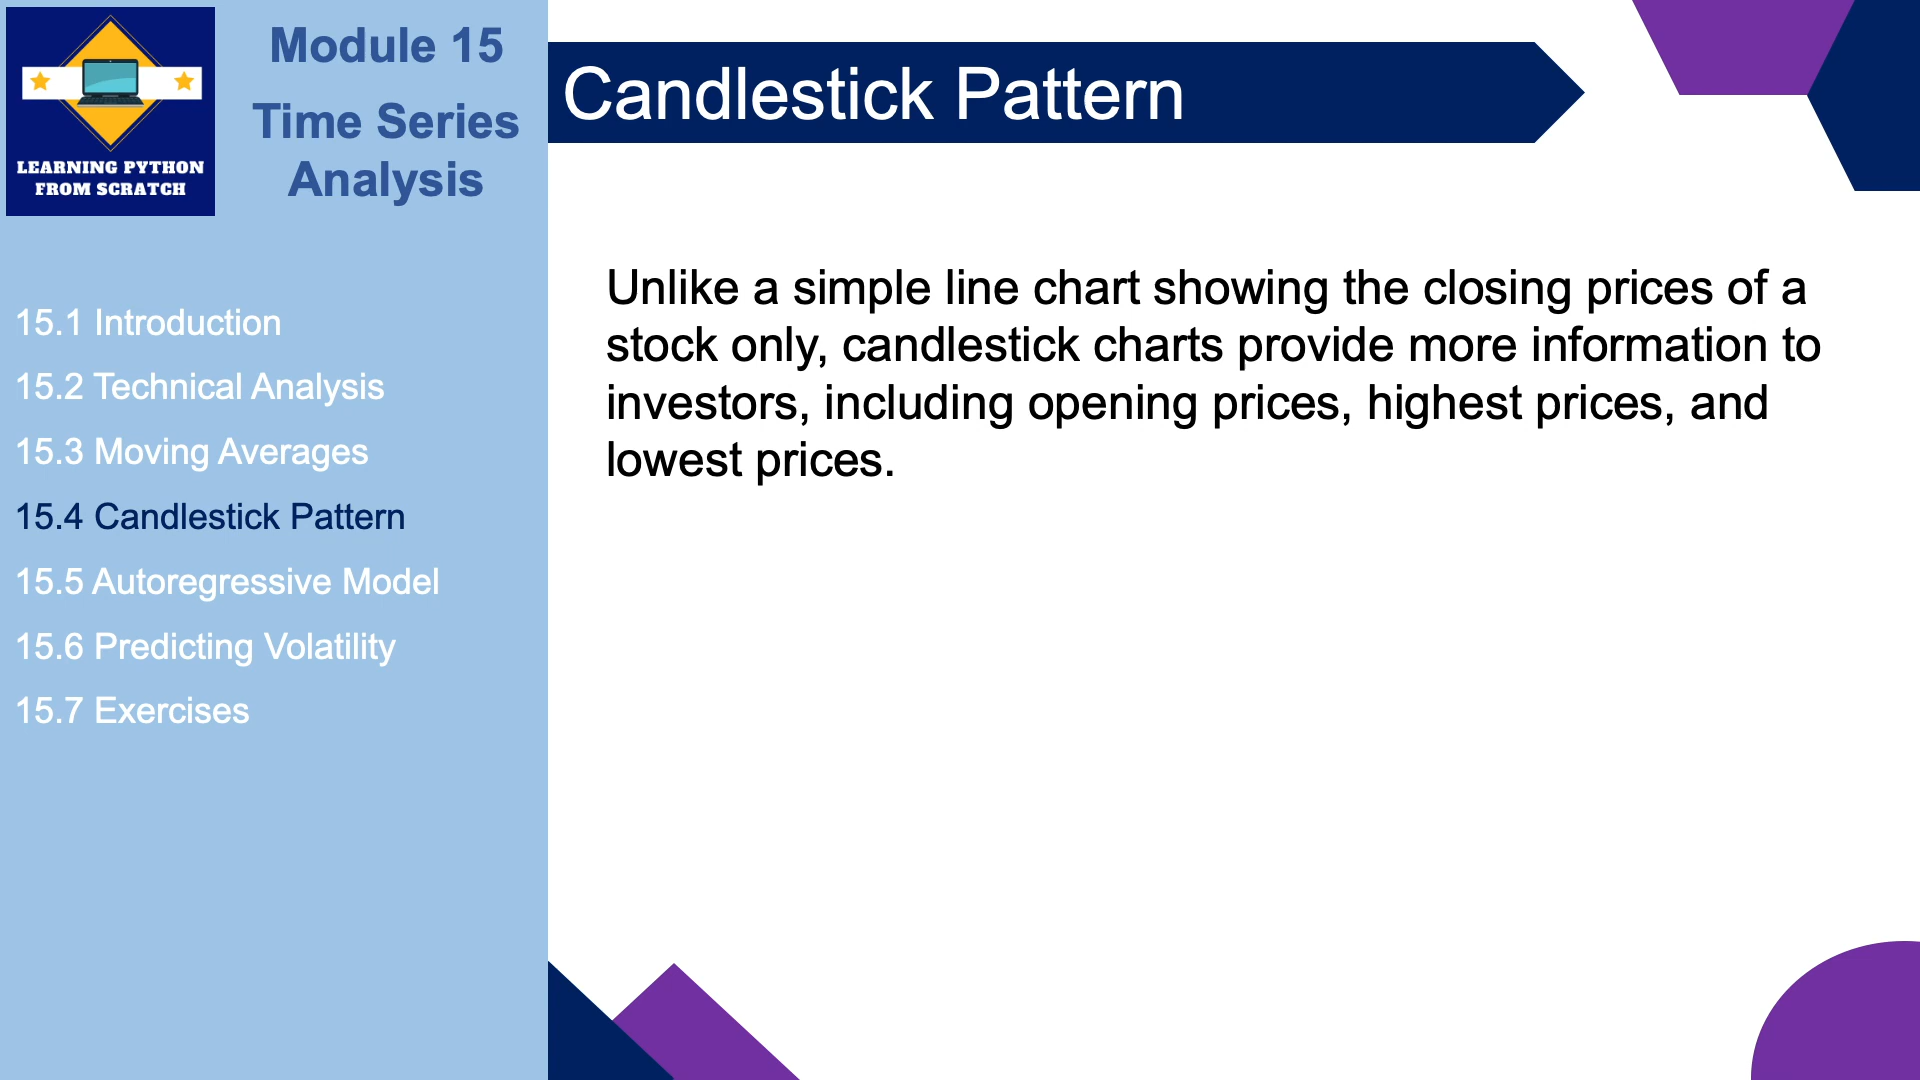 LEARNING PYTHON
FROM SCRATCH
Module 15
Time Series
Analysis
15.1 Introduction
15.2 Technical Analysis
15.3 Moving Averages
15.4 Candlestick Pattern
15.5 Autoregressive Model
15.6 Predicting Volatility
15.7 Exercises
Candlestick Pattern
Unlike a simple line chart showing the closing prices of a
stock only, candlestick charts provide more information to
investors, including opening prices, highest prices, and
lowest prices.